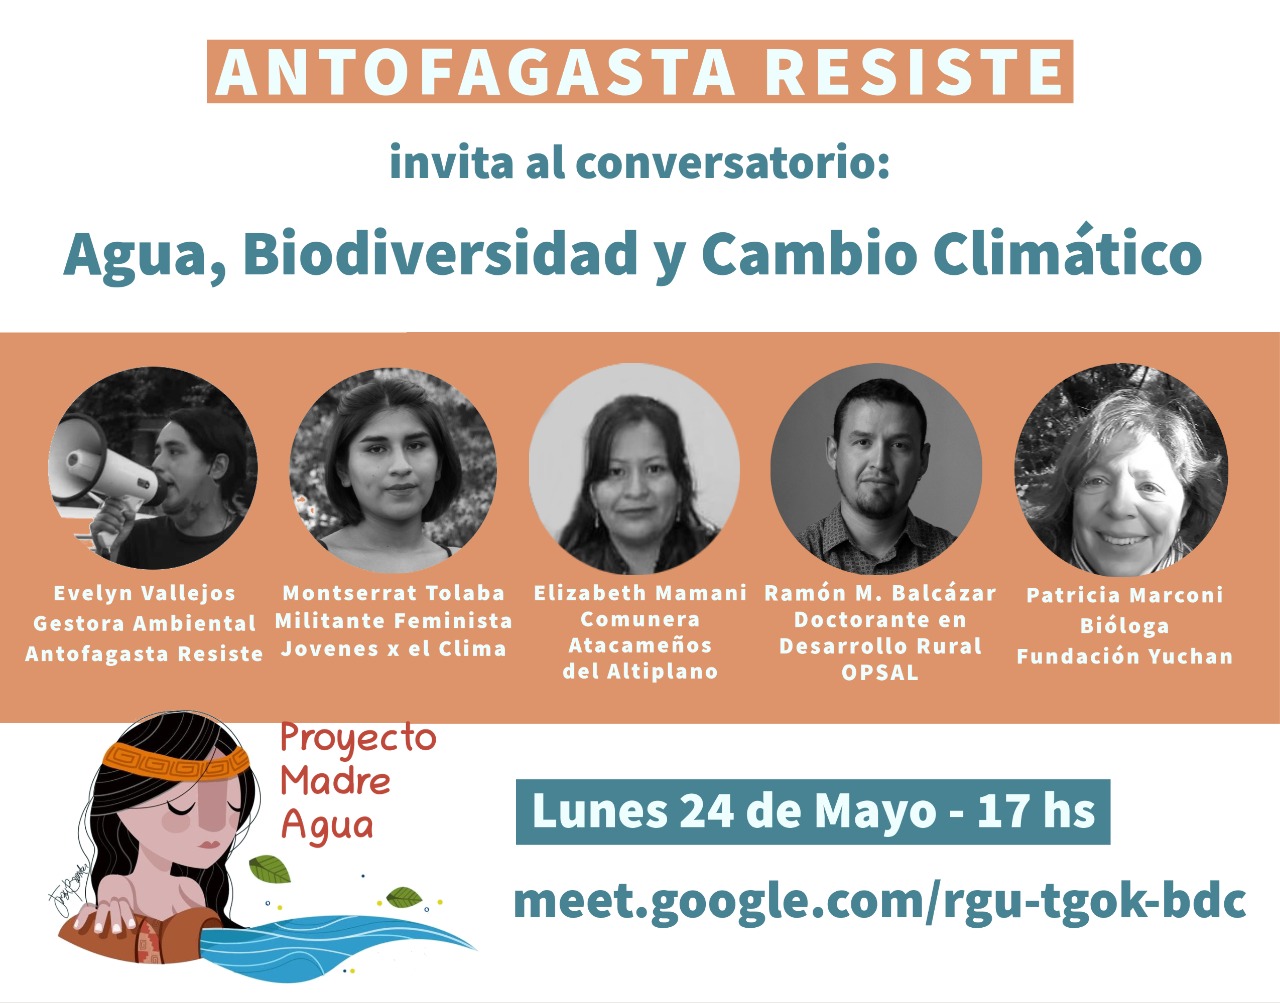 ANTOFAGASTA RESISTE
invita al conversatorio:
Agua, Biodiversidad y Cambio Climático
Evelyn Vallejos
Gestora Ambiental
Antofagasta Resiste
Montserrat Tolaba
Militante Feminista
Jovenes x el Clima
Elizabeth Mamani
Comunera
Atacameños
del Altiplano
Ramón M. Balcázar
Doctorante en
Desarrollo Rural
OPSAL
Patricia Marconi
Bióloga
Fundación Yuchan
Proyecto
Madre
Agua
Lunes 24 de Mayo - 17 hs
meet.google.com/rgu-tgok-bdc